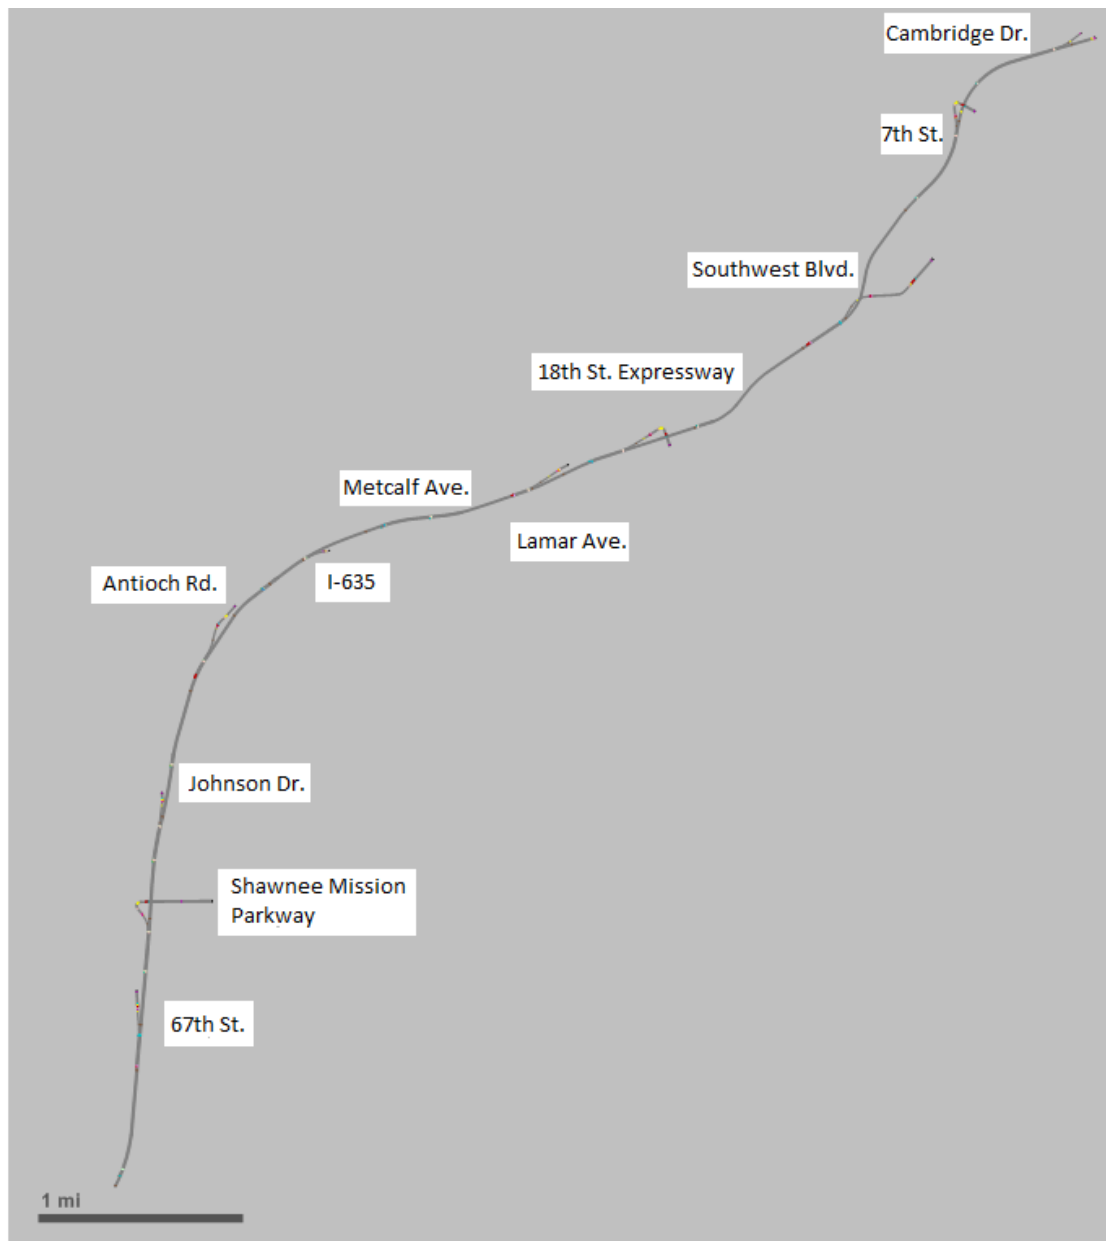 Cambridge Dr.
7th St.
Southwest Blvd.
18th St. Expressway
Metcalf Ave.
Lamar Ave.
Antioch Rd.
I-635
Johnson Dr.
Shawnee Mission
Parkway
67th St.
1 mi